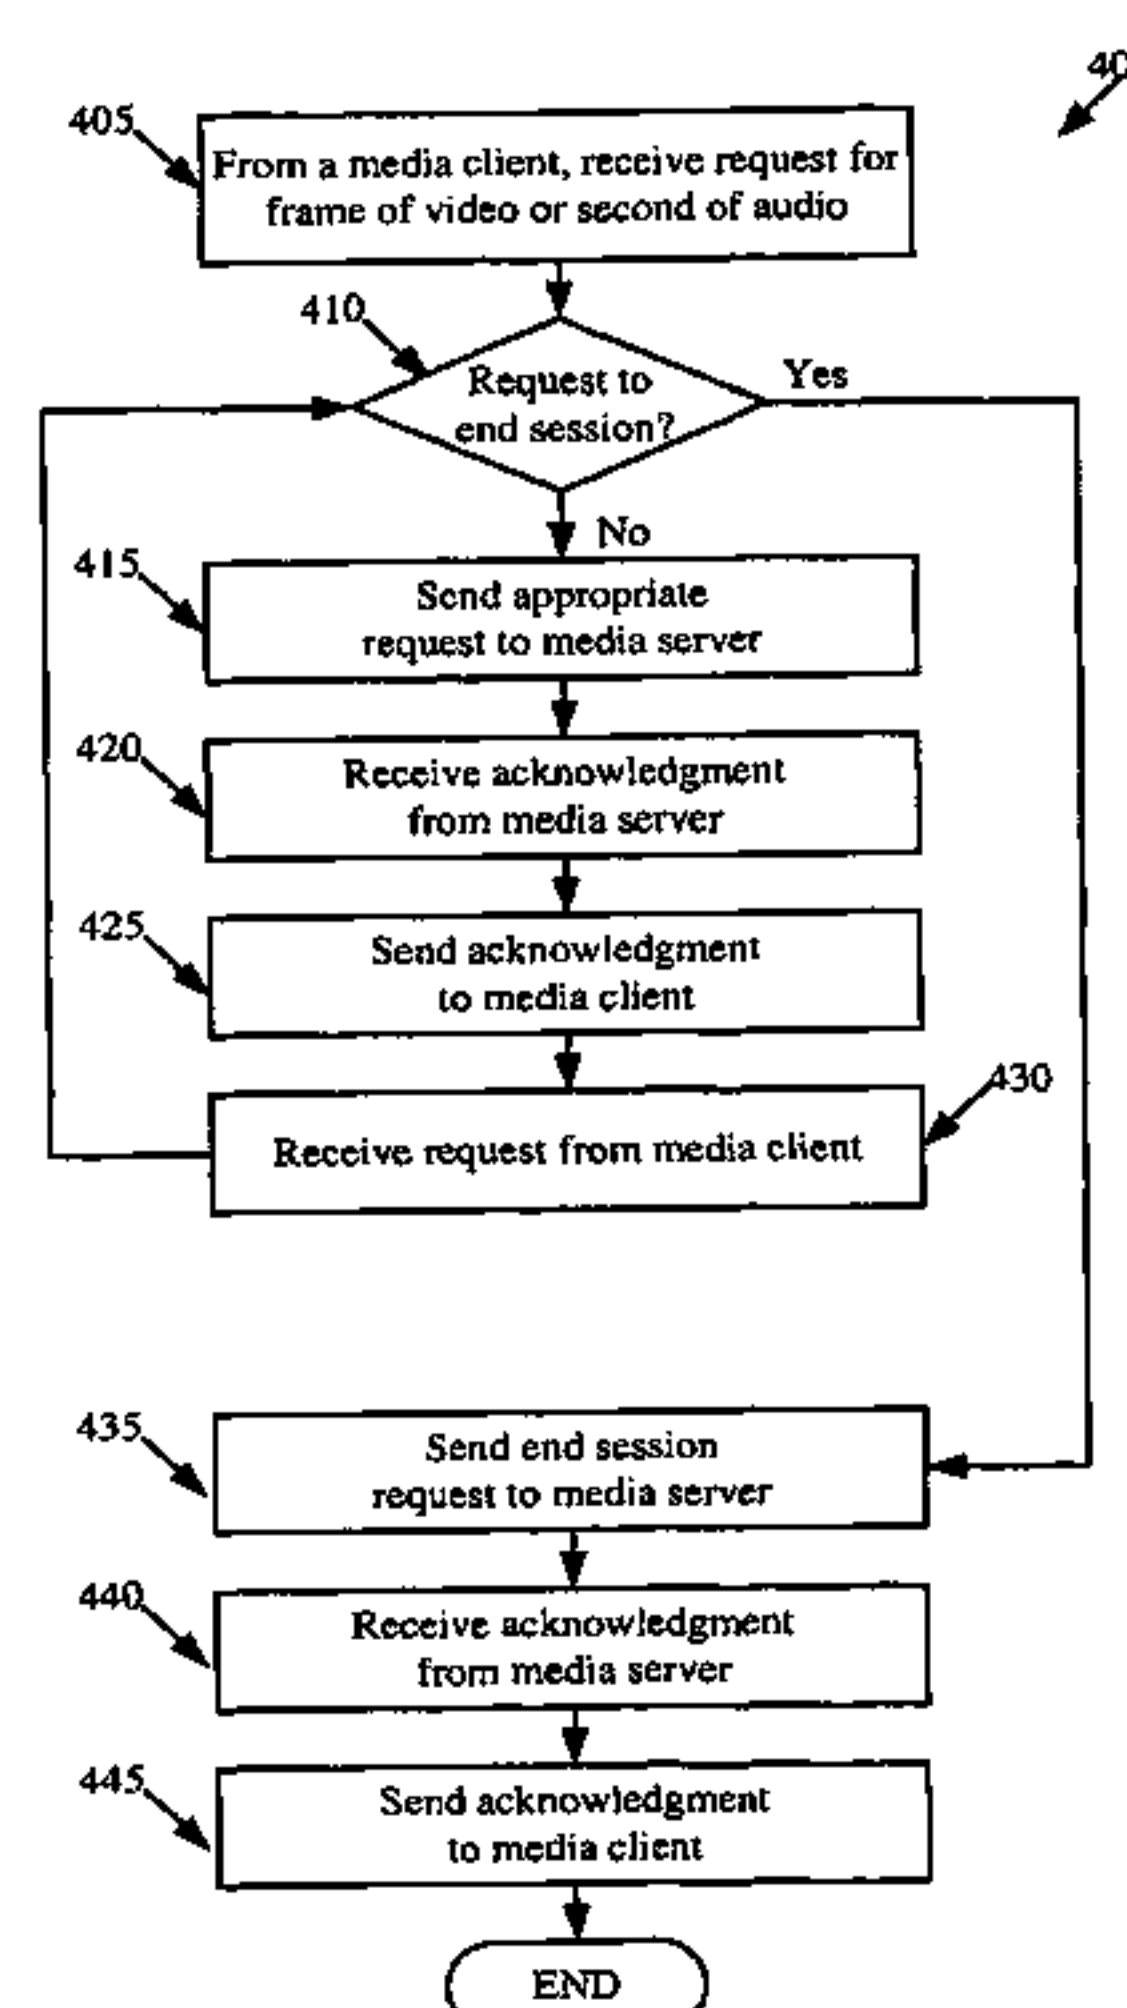 40
405
From a media client, receive request for
frame of video or second of audio
410
Request to
end session?
Yes
No
415
Send appropriate
request to media server
420
Receive acknowledgment
from media server
425
Send acknowledgment
to media client
430
Receive request from media client
435
Send end session
request to media server
440
Receive acknowledgment
from media server
445
Send acknowledgment
to media client
END